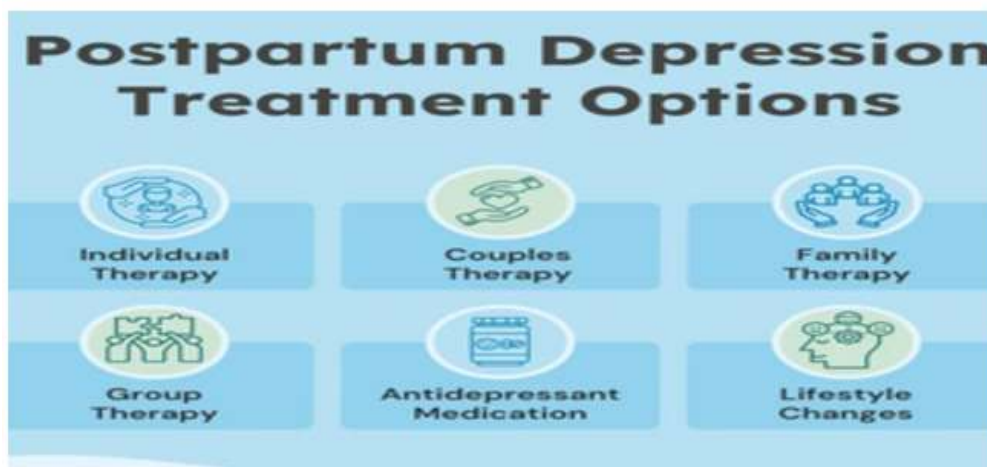 Postpartum Depression
Treatment Options
Individual
Therapy
Couples
Therapy
Family
Therapy
Group
Therapy
Antidepressant
Medication
Lifestyle
Changes